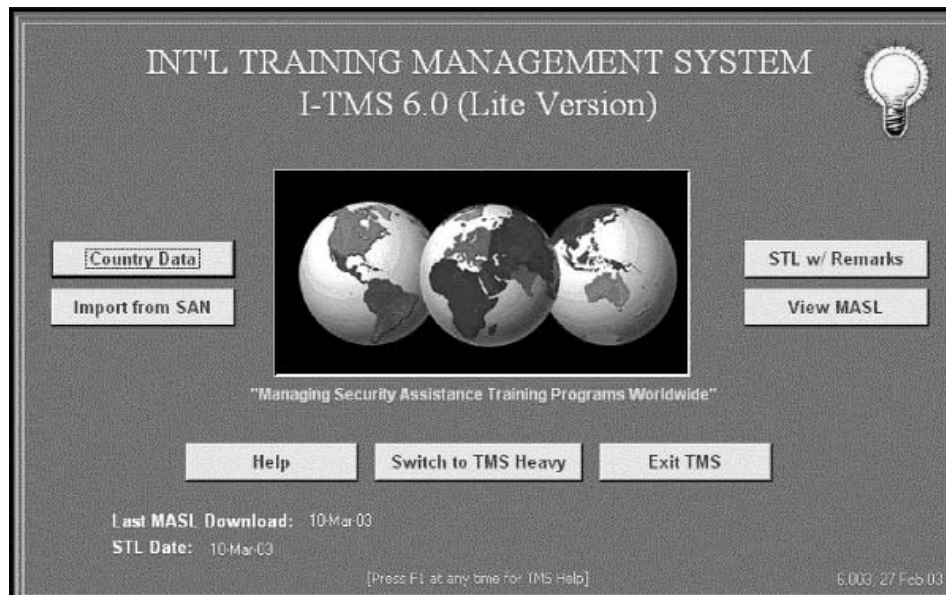 INT'L TRAINING MANAGEMENT SYSTEM
I-TMS 6.0 (Lite Version)
Country Data
STL w/ Remarks
Import from SAN
View MASL
"Managing Security Assistance Training Programs Worldwide"
Help
Switch to TMS Heavy
Exit TMS
Last MASL Download: 10-Mar-03
STL Date: 10-Mar-03
[Press F1 at any time for TMS Help]
6.003, 27 Feb 03